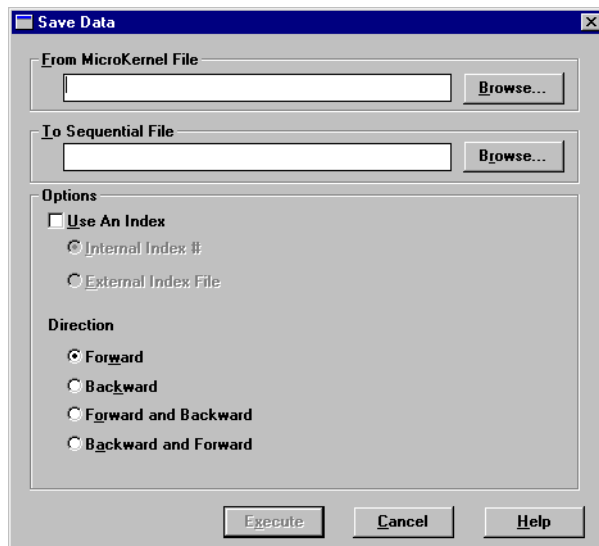 Save Data
From MicroKernel File
Browse...
To Sequential File
Browse...
Options
Use An Index
Internal Index #
External Index File
Direction
Forward
Backward
Forward and Backward
Backward and Forward
Execute Cancel Help